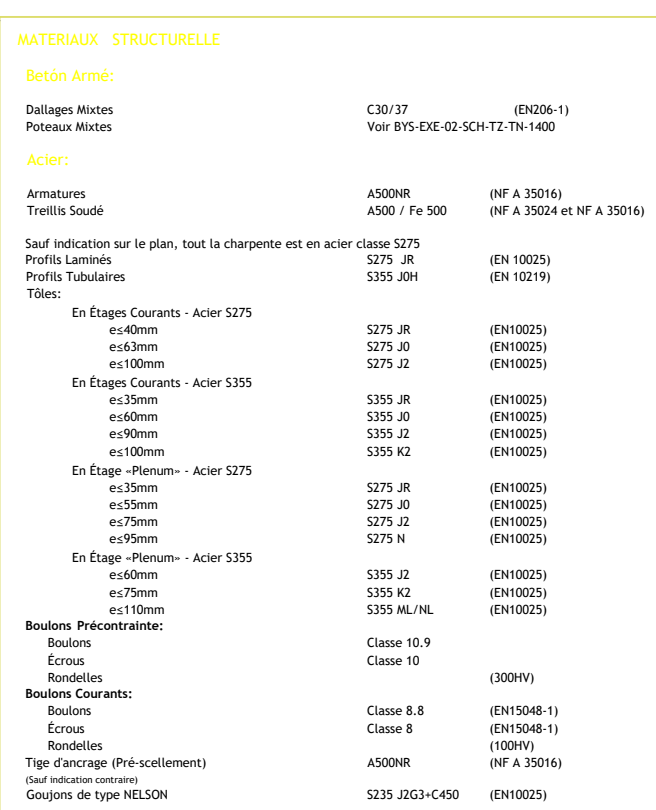 MATERIAUX STRUCTURELLE
Betón Armé:
Dallages Mixtes C30/37 (EN206-1)
Poteaux Mixtes Voir BYS-EXE-02-SCH-TZ-TN-1400
Acier:
Armatures A500NR (NF A 35016)
Treillis Soudé A500 / Fe 500 (NF A 35024 et NF A 35016)
Sauf indication sur le plan, tout la charpente est en acier classe S275
Profils Laminés S275 JR (EN 10025)
Profils Tubulaires S355 J0H (EN 10219)
Tôles:
En Étages Courants - Acier S275
e≤40mm S275 JR (EN10025)
e≤63mm S275 J0 (EN10025)
e≤100mm S275 J2 (EN10025)
En Étages Courants - Acier S355
e≤35mm S355 JR (EN10025)
e≤60mm S355 J0 (EN10025)
e≤90mm S355 J2 (EN10025)
e≤100mm S355 K2 (EN10025)
En Étage «Plenum» - Acier S275
e≤35mm S275 JR (EN10025)
e≤55mm S275 J0 (EN10025)
e≤75mm S275 J2 (EN10025)
e≤95mm S275 N (EN10025)
En Étage «Plenum» - Acier S355
e≤60mm S355 J2 (EN10025)
e≤75mm S355 K2 (EN10025)
e≤110mm S355 ML/NL (EN10025)
Boulons Précontrainte:
Boulons Classe 10.9
Écrous Classe 10
Rondelles (300HV)
Boulons Courants:
Boulons Classe 8.8 (EN15048-1)
Écrous Classe 8 (EN15048-1)
Rondelles (100HV)
Tige d'ancrage (Pré-scellement) A500NR (NF A 35016)
(Sauf indication contraire)
Goujons de type NELSON S235 J2G3+C450 (EN10025)